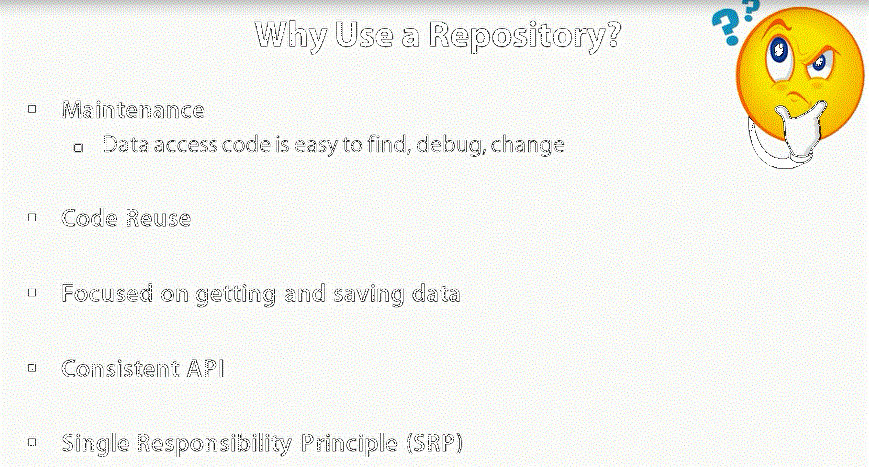 Why Use a Repository?
??
Maintenance
Data access code is easy to find, debug, change
Code Reuse
Focused on getting and saving data
Consistent API
Single Responsibility Principle (SRP)